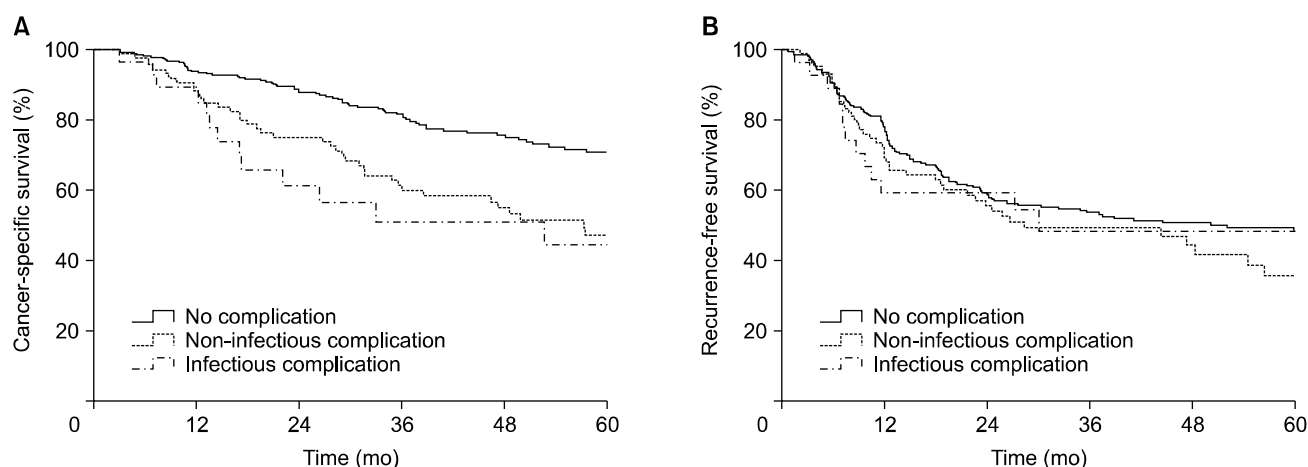 A
Cancer-specific survival (%)
100
80
60
40
20
0
12
24
36
48
60
Time (mo)
No complication
Non-infectious complication
Infectious complication
B
Recurrence-free survival (%)
100
80
60
40
20
0
12
24
36
48
60
Time (mo)
No complication
Non-infectious complication
Infectious complication